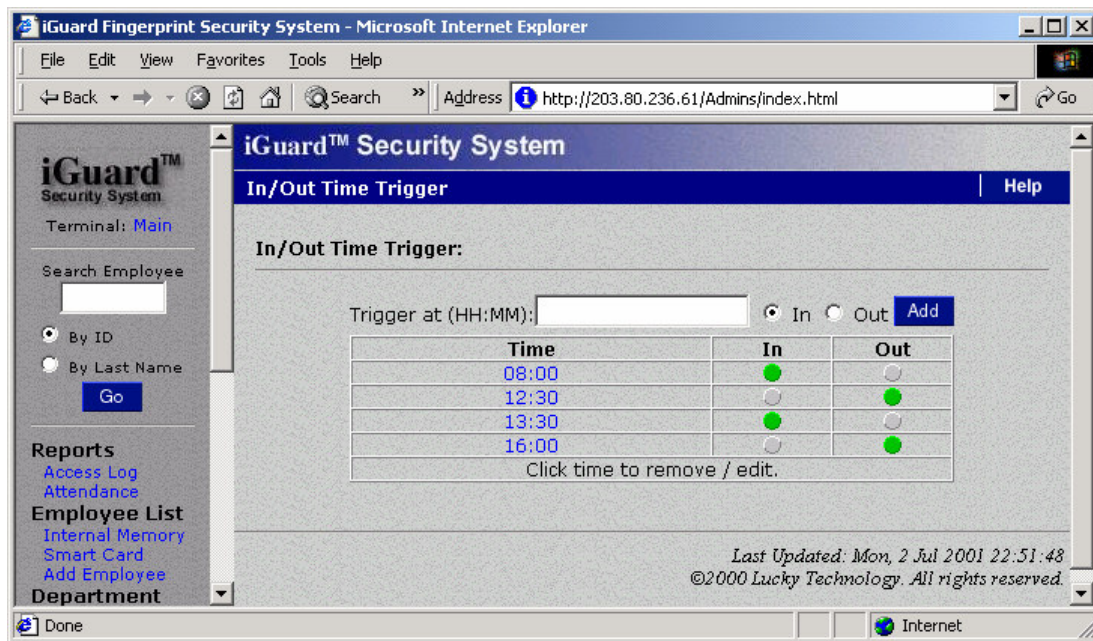 iGuard Fingerprint Security System - Microsoft Internet Explorer
File Edit View Favorites Tools Help
Back Search » Address http://203.80.236.61/Admins/index.html Go
iGuard™
Security System
Terminal: Main
Search Employee
By ID
By Last Name
Go
Reports
Access Log
Attendance
Employee List
Internal Memory
Smart Card
Add Employee
Department
iGuard™ Security System
In/Out Time Trigger | Help
In/Out Time Trigger:
Trigger at (HH:MM): In Out Add
Time In Out
08:00
12:30
13:30
16:00
Click time to remove / edit.
Last Updated: Mon, 2 Jul 2001 22:51:48
©2000 Lucky Technology. All rights reserved.
Done Internet